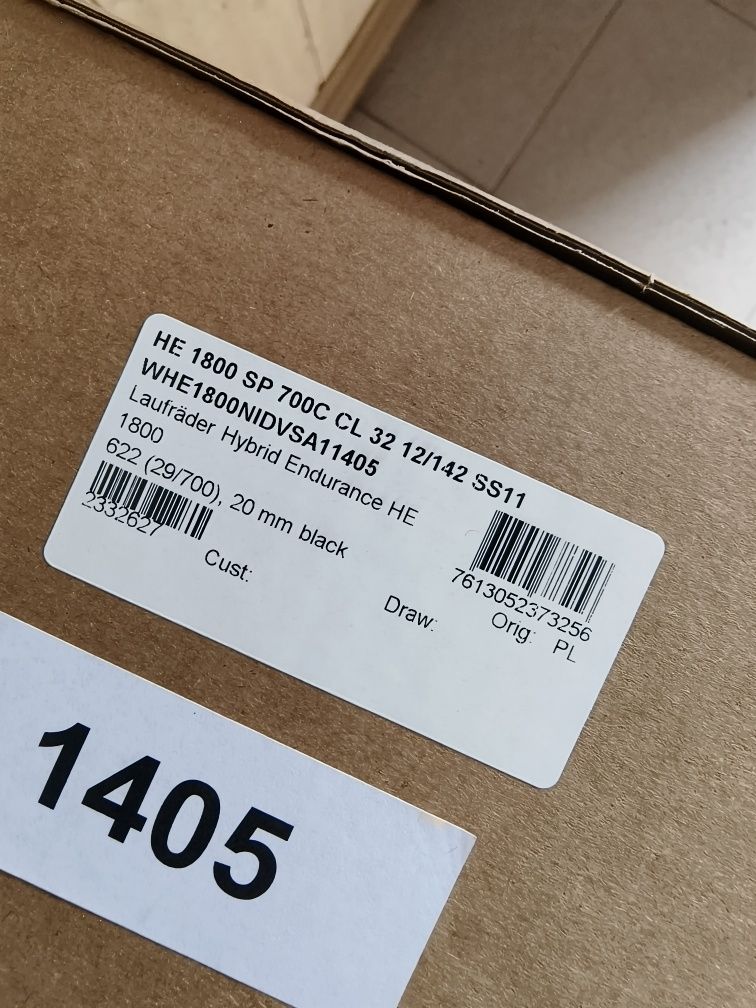 HE 1800 SP 700C CL 32 12/142 SS11
WHE1800NIDVSA11405
Laufräder Hybrid Endurance HE
1800
622 (29/700), 20 mm black
2332627
7613052373256
Cust:
Draw:
Orig: PL
1405